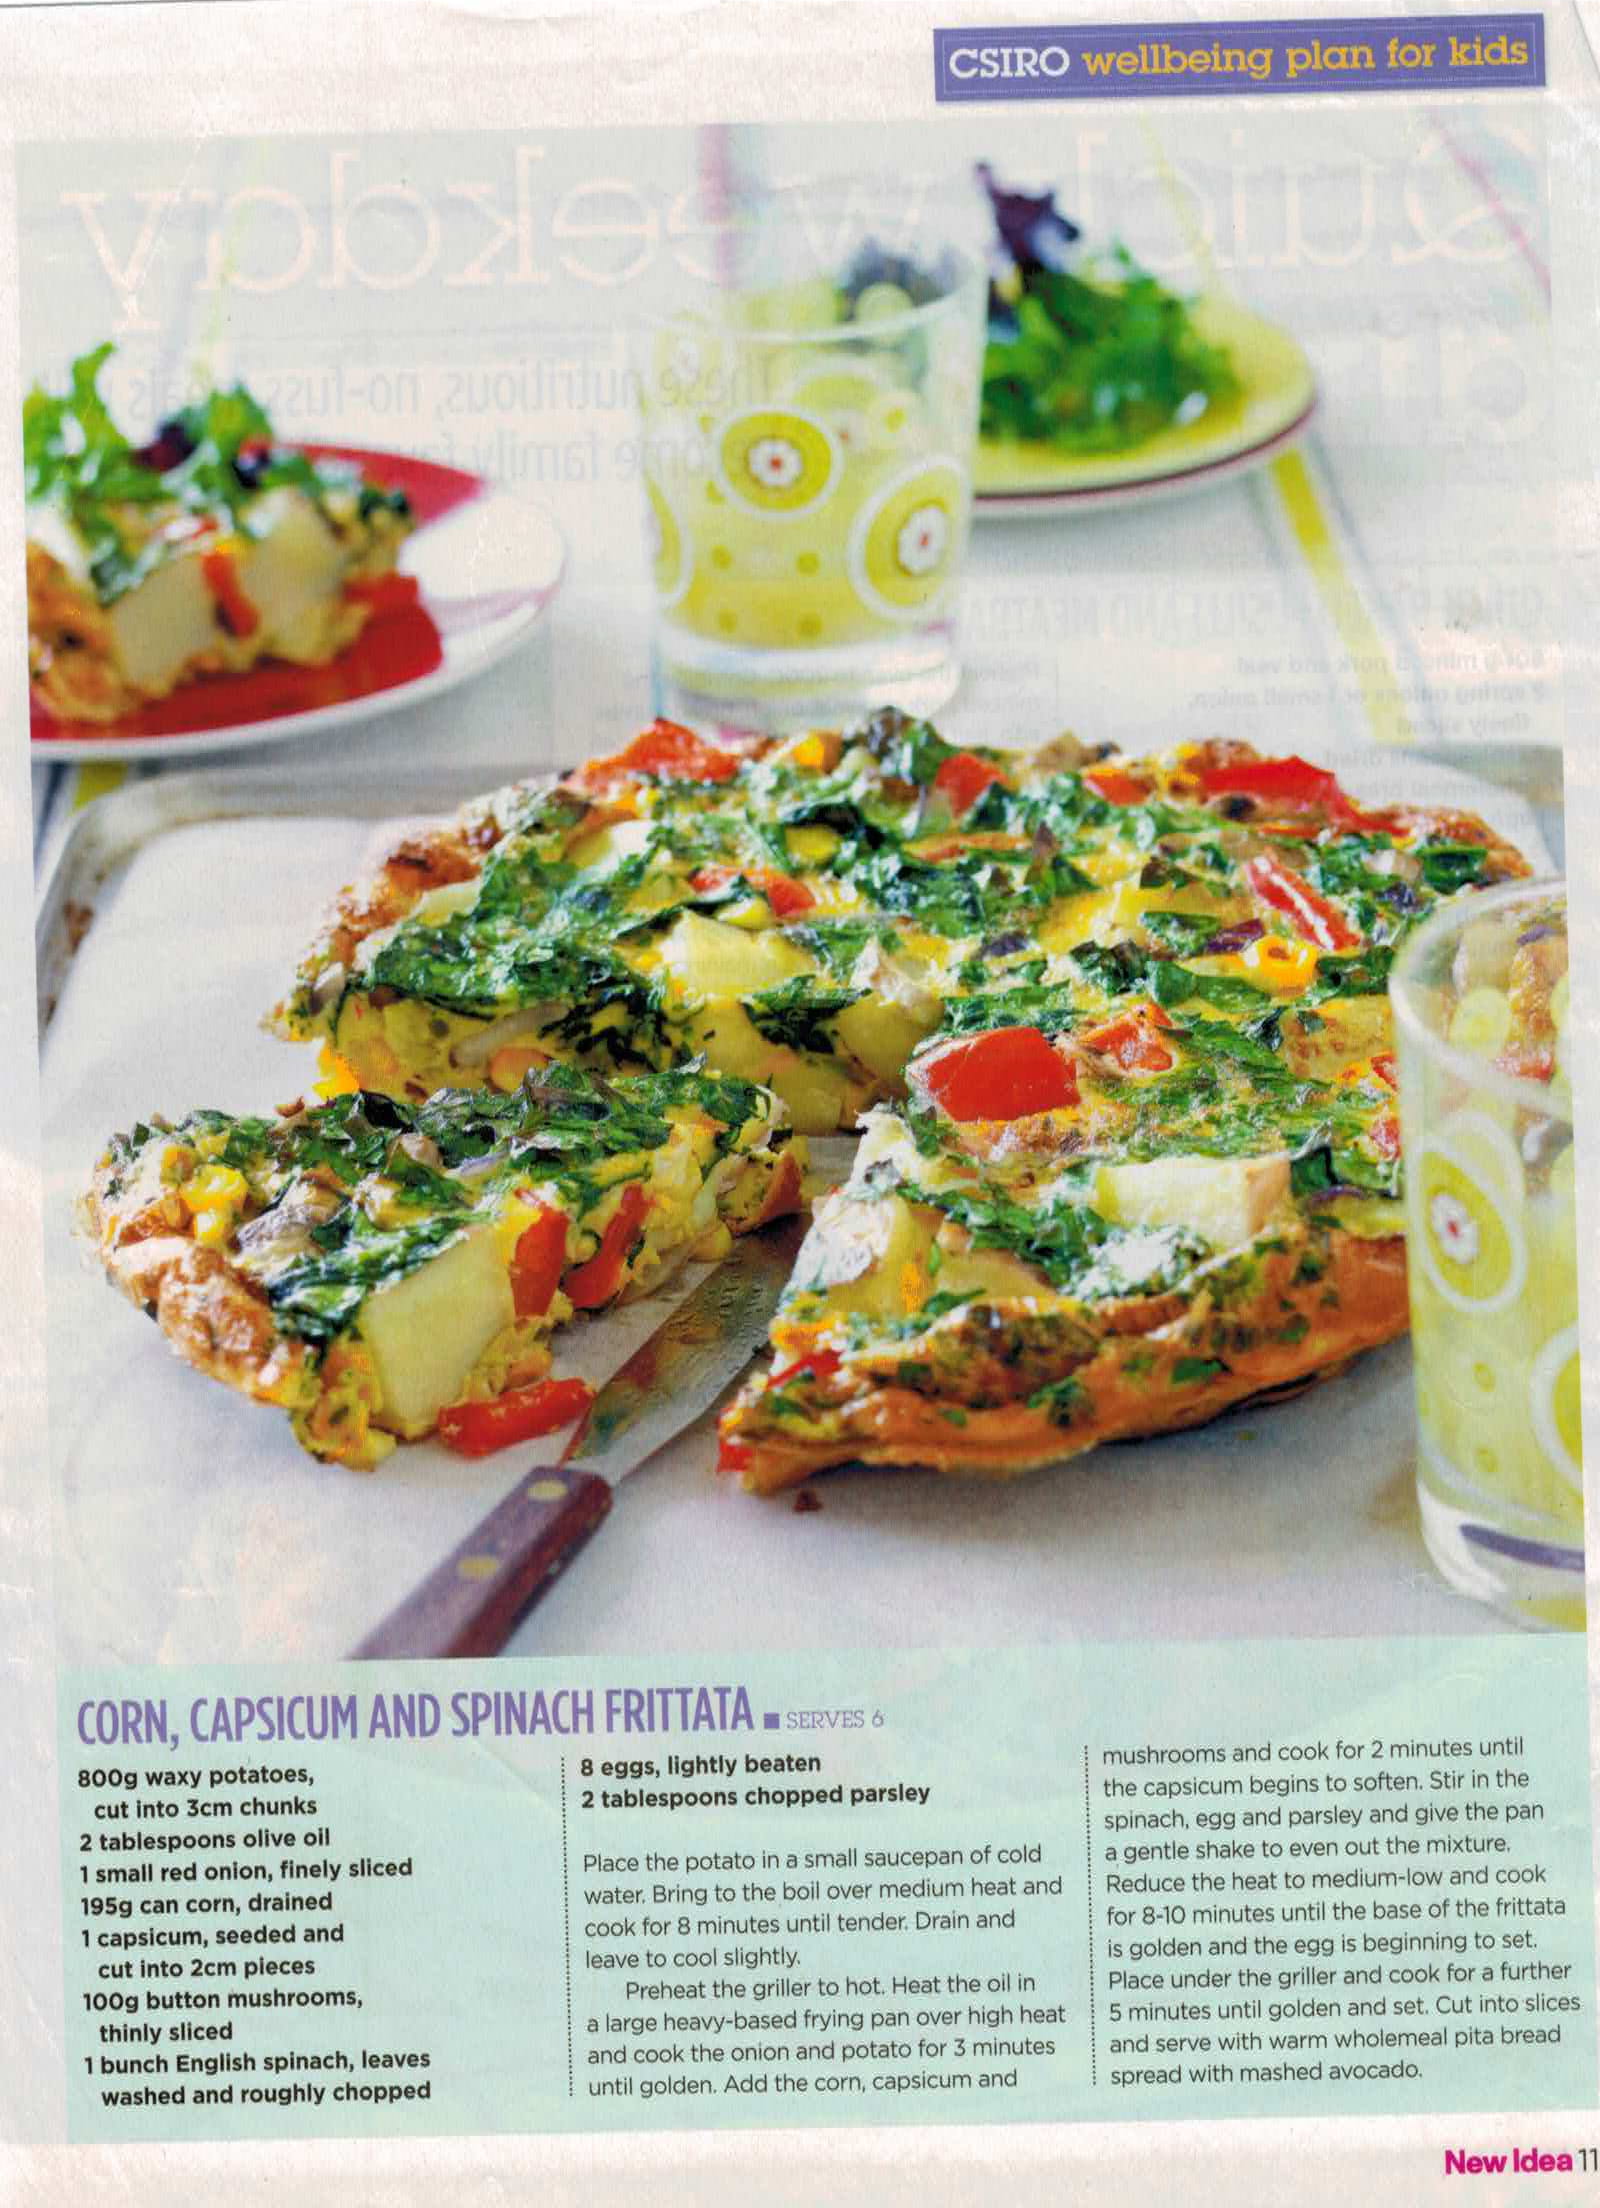 CSIRO wellbeing plan for kids
CORN, CAPSICUM AND SPINACH FRITTATA ■ SERVES 6
800g waxy potatoes,
cut into 3cm chunks
2 tablespoons olive oil
1 small red onion, finely sliced
195g can corn, drained
1 capsicum, seeded and
cut into 2cm pieces
100g button mushrooms,
thinly sliced
1 bunch English spinach, leaves
washed and roughly chopped
8 eggs, lightly beaten
2 tablespoons chopped parsley
Place the potato in a small saucepan of cold
water. Bring to the boil over medium heat and
cook for 8 minutes until tender. Drain and
leave to cool slightly.
Preheat the griller to hot. Heat the oil in
a large heavy-based frying pan over high heat
and cook the onion and potato for 3 minutes
until golden. Add the corn, capsicum and
mushrooms and cook for 2 minutes until
the capsicum begins to soften. Stir in the
spinach, egg and parsley and give the pan
a gentle shake to even out the mixture.
Reduce the heat to medium-low and cook
for 8-10 minutes until the base of the frittata
is golden and the egg is beginning to set.
Place under the griller and cook for a further
5 minutes until golden and set. Cut into slices
and serve with warm wholemeal pita bread
spread with mashed avocado.
New Idea 11